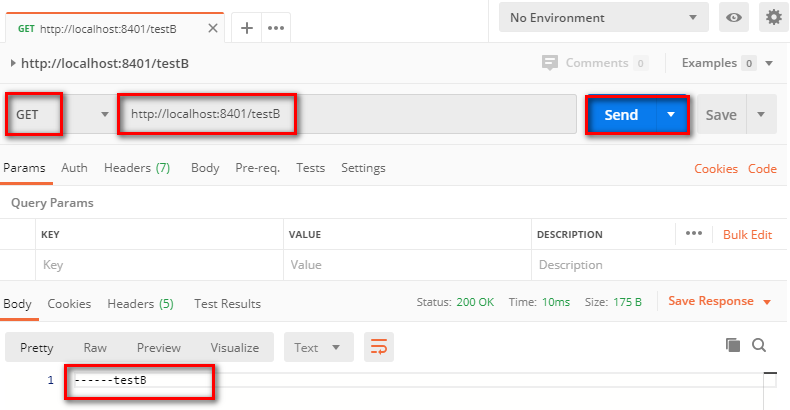 GET http://localhost:8401/testB × + ••• No Environment
http://localhost:8401/testB Comments 0 Examples 0
GET http://localhost:8401/testB Send Save
Params Auth Headers (7) Body Pre-req. Tests Settings Cookies Code
Query Params
KEY VALUE DESCRIPTION ••• Bulk Edit
Key Value Description
Body Cookies Headers (5) Test Results Status: 200 OK Time: 10ms Size: 175 B Save Response
Pretty Raw Preview Visualize Text
1 ------testB